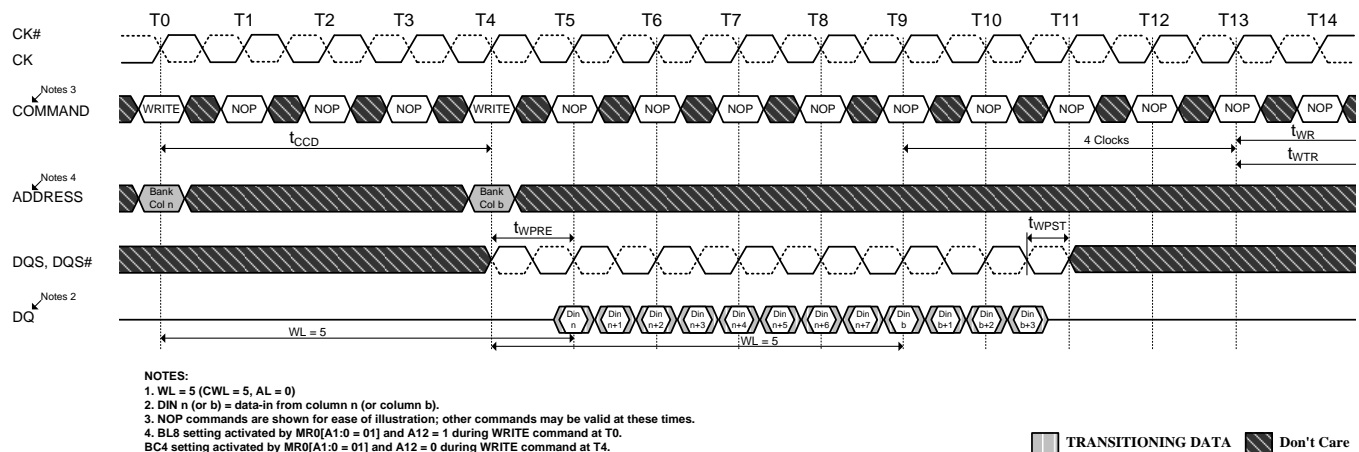 T0 T1 T2 T3 T4 T5 T6 T7 T8 T9 T10 T11 T12 T13 T14
CK#
CK
Notes 3
COMMAND WRITE NOP NOP NOP WRITE NOP NOP NOP NOP NOP NOP NOP NOP NOP NOP
tCCD 4 Clocks tWR
tWTR
Notes 4
ADDRESS Bank Col n Bank Col b
tWPRE tWPST
DQS, DQS#
Notes 2
DQ Din n Din n+1 Din n+2 Din n+3 Din n+4 Din n+5 Din n+6 Din n+7 Din b Din b+1 Din b+2 Din b+3
WL = 5 WL = 5
NOTES:
1. WL = 5 (CWL = 5, AL = 0)
2. DIN n (or b) = data-in from column n (or column b).
3. NOP commands are shown for ease of illustration; other commands may be valid at these times.
4. BL8 setting activated by MR0[A1:0 = 01] and A12 = 1 during WRITE command at T0.
BC4 setting activated by MR0[A1:0 = 01] and A12 = 0 during WRITE command at T4.
TRANSITIONING DATA Don't Care